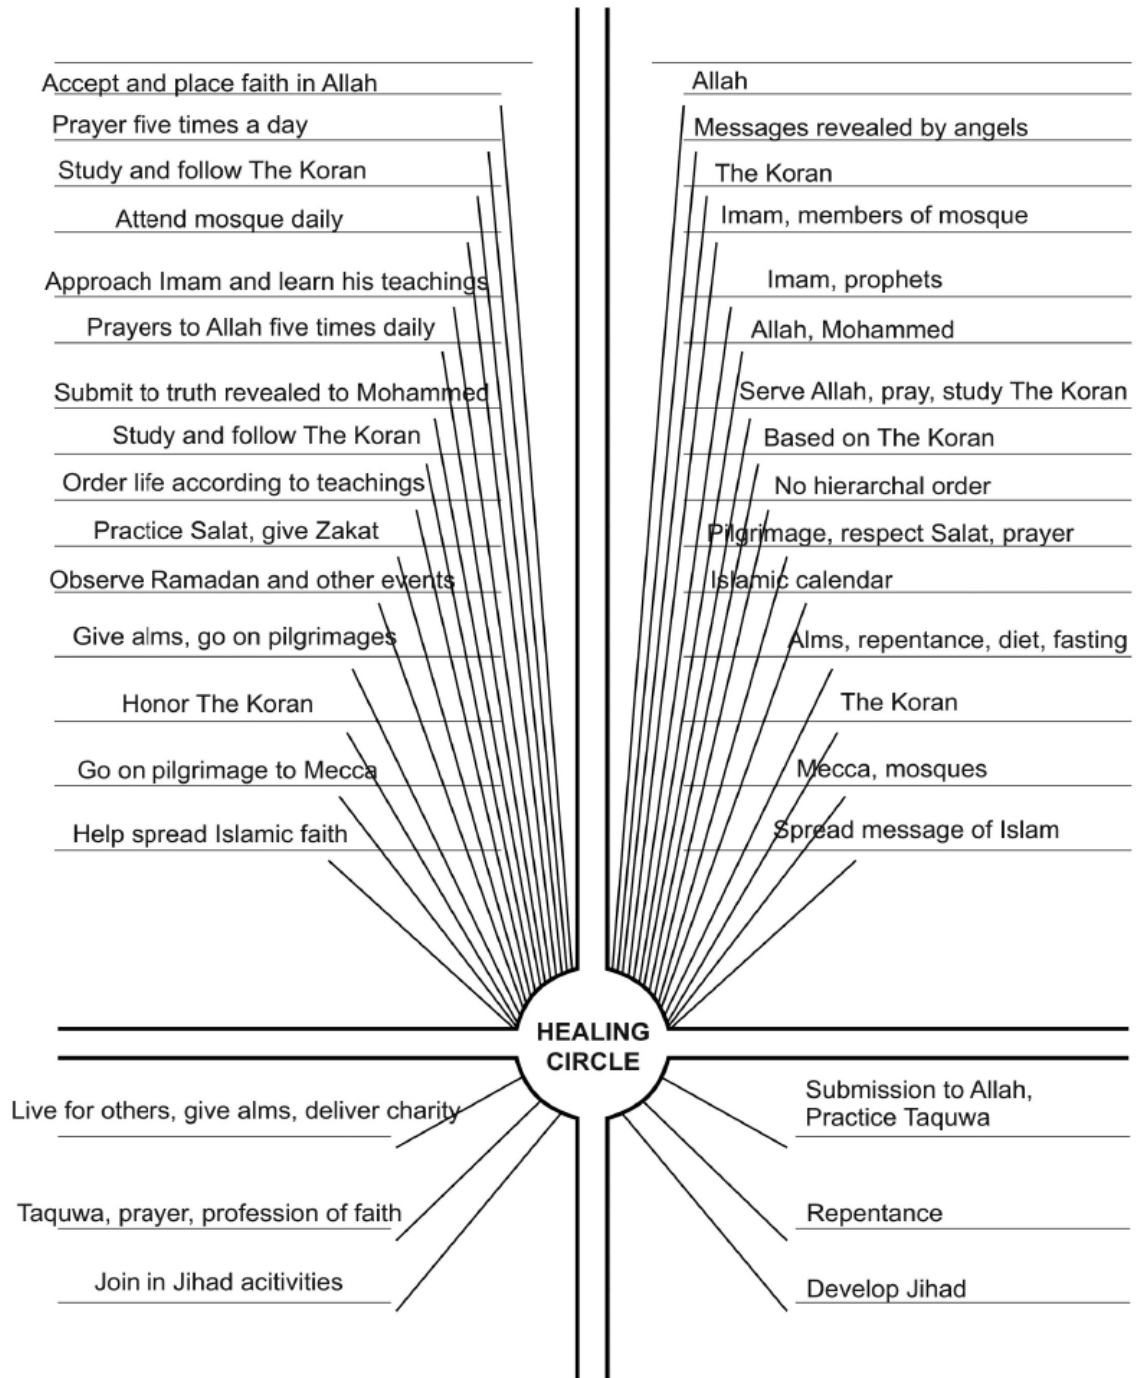 Accept and place faith in Allah
Prayer five times a day
Study and follow The Koran
Attend mosque daily
Approach Imam and learn his teachings
Prayers to Allah five times daily
Submit to truth revealed to Mohammed
Study and follow The Koran
Order life according to teachings
Practice Salat, give Zakat
Observe Ramadan and other events
Give alms, go on pilgrimages
Honor The Koran
Go on pilgrimage to Mecca
Help spread Islamic faith
Allah
Messages revealed by angels
The Koran
Imam, members of mosque
Imam, prophets
Allah, Mohammed
Serve Allah, pray, study The Koran
Based on The Koran
No hierarchal order
Pilgrimage, respect Salat, prayer
Islamic calendar
Alms, repentance, diet, fasting
The Koran
Mecca, mosques
Spread message of Islam
HEALING
CIRCLE
Live for others, give alms, deliver charity
Taquwa, prayer, profession of faith
Join in Jihad acitivities
Submission to Allah,
Practice Taquwa
Repentance
Develop Jihad